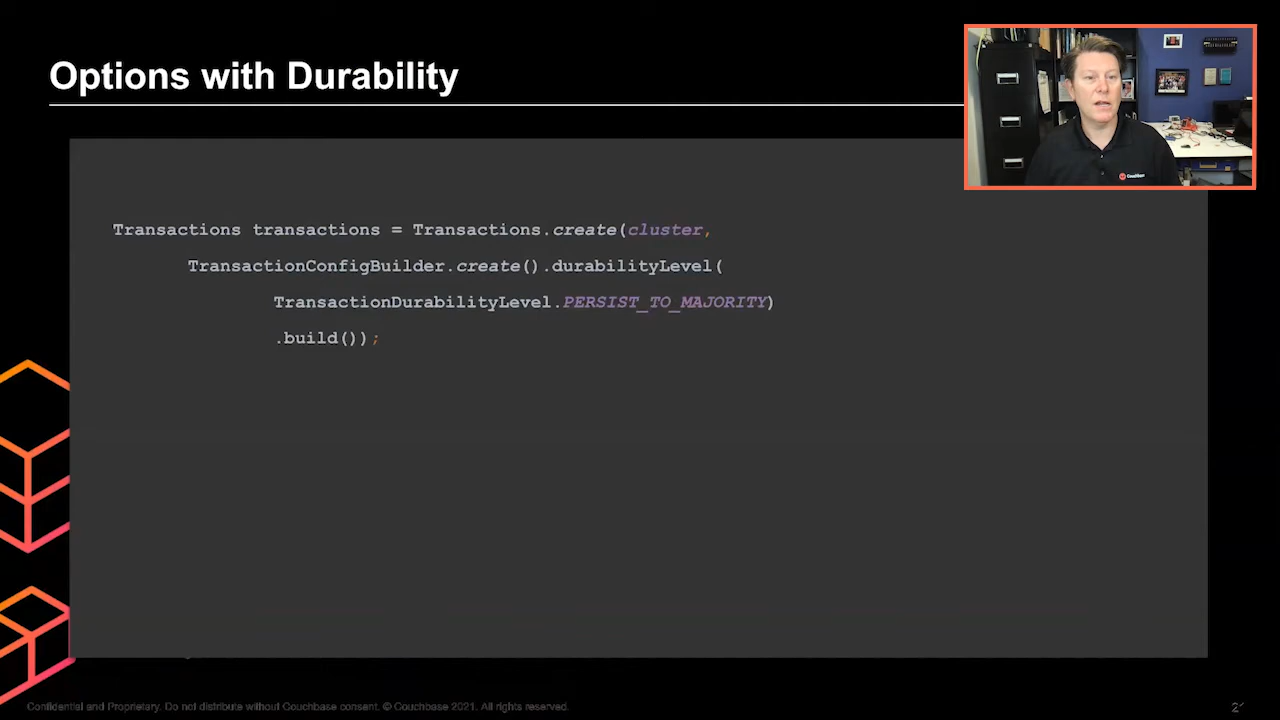 Options with Durability
Transactions transactions = Transactions.create(cluster,
TransactionConfigBuilder.create().durabilityLevel(
TransactionDurabilityLevel.PERSIST_TO_MAJORITY)
.build());
Confidential and Proprietary. Do not distribute without Couchbase consent. © Couchbase 2021. All rights reserved.